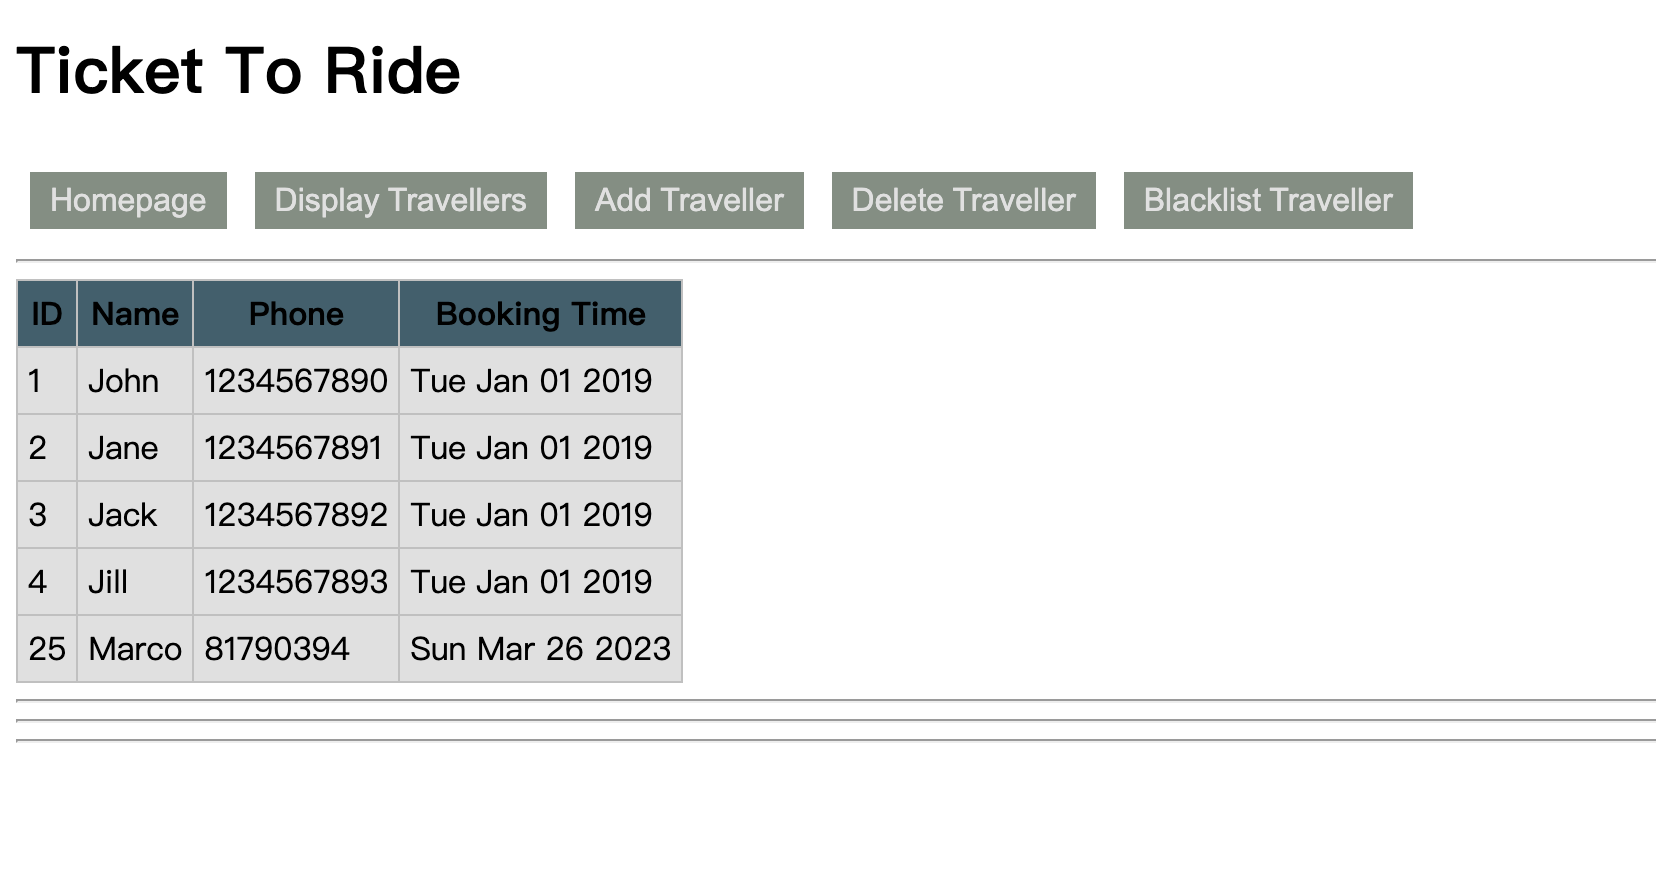 Ticket To Ride
Homepage Display Travellers Add Traveller Delete Traveller Blacklist Traveller
ID Name Phone Booking Time
1 John 1234567890 Tue Jan 01 2019
2 Jane 1234567891 Tue Jan 01 2019
3 Jack 1234567892 Tue Jan 01 2019
4 Jill 1234567893 Tue Jan 01 2019
25 Marco 81790394 Sun Mar 26 2023